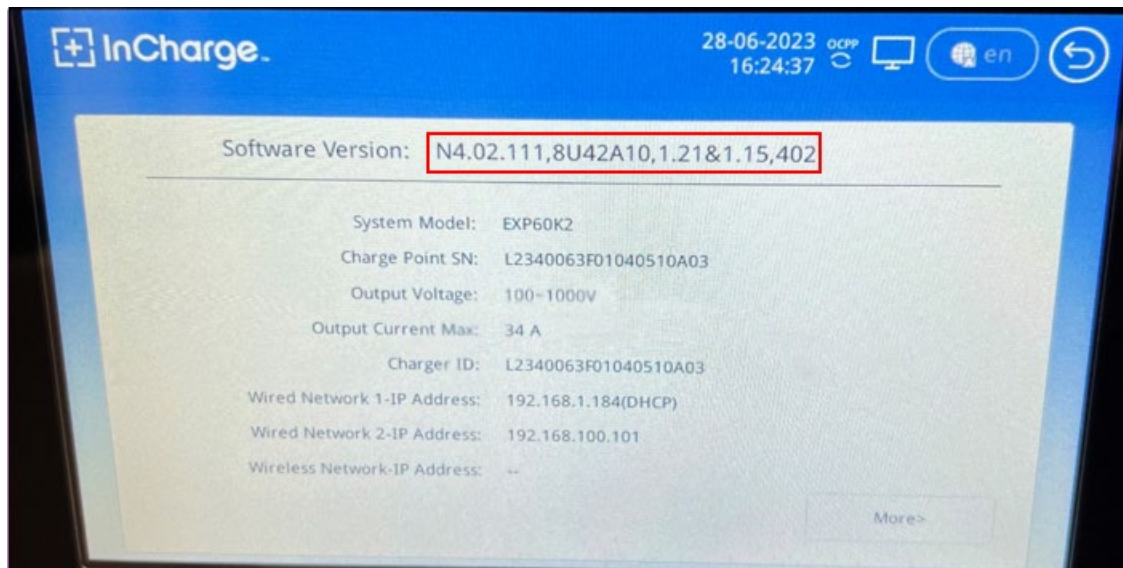 InCharge™
28-06-2023 OCPP en
16:24:37
Software Version: N4.02.111,8U42A10,1.21&1.15,402
System Model: EXP60K2
Charge Point SN: L2340063F01040510A03
Output Voltage: 100~1000V
Output Current Max: 34 A
Charger ID: L2340063F01040510A03
Wired Network 1-IP Address: 192.168.1.184(DHCP)
Wired Network 2-IP Address: 192.168.100.101
Wireless Network-IP Address: --
More>